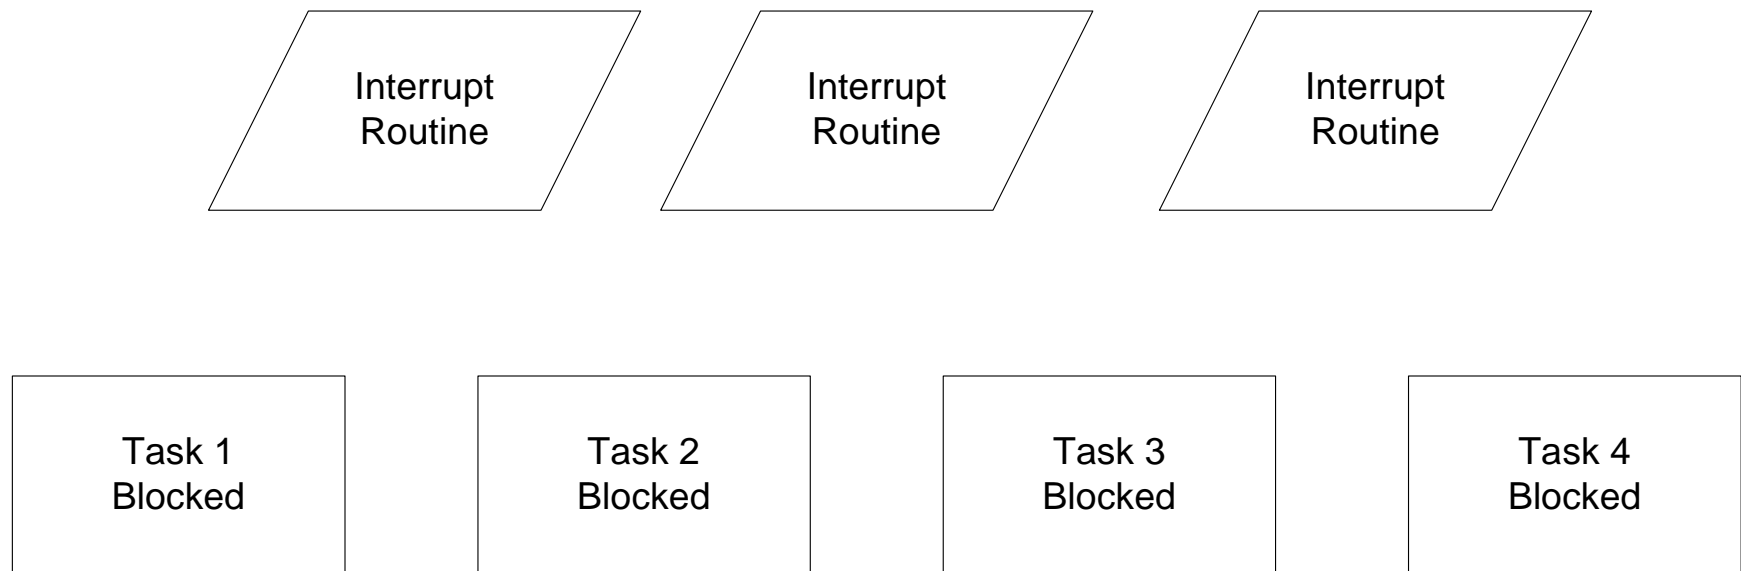 Interrupt
Routine
Interrupt
Routine
Interrupt
Routine
Task 1
Blocked
Task 2
Blocked
Task 3
Blocked
Task 4
Blocked